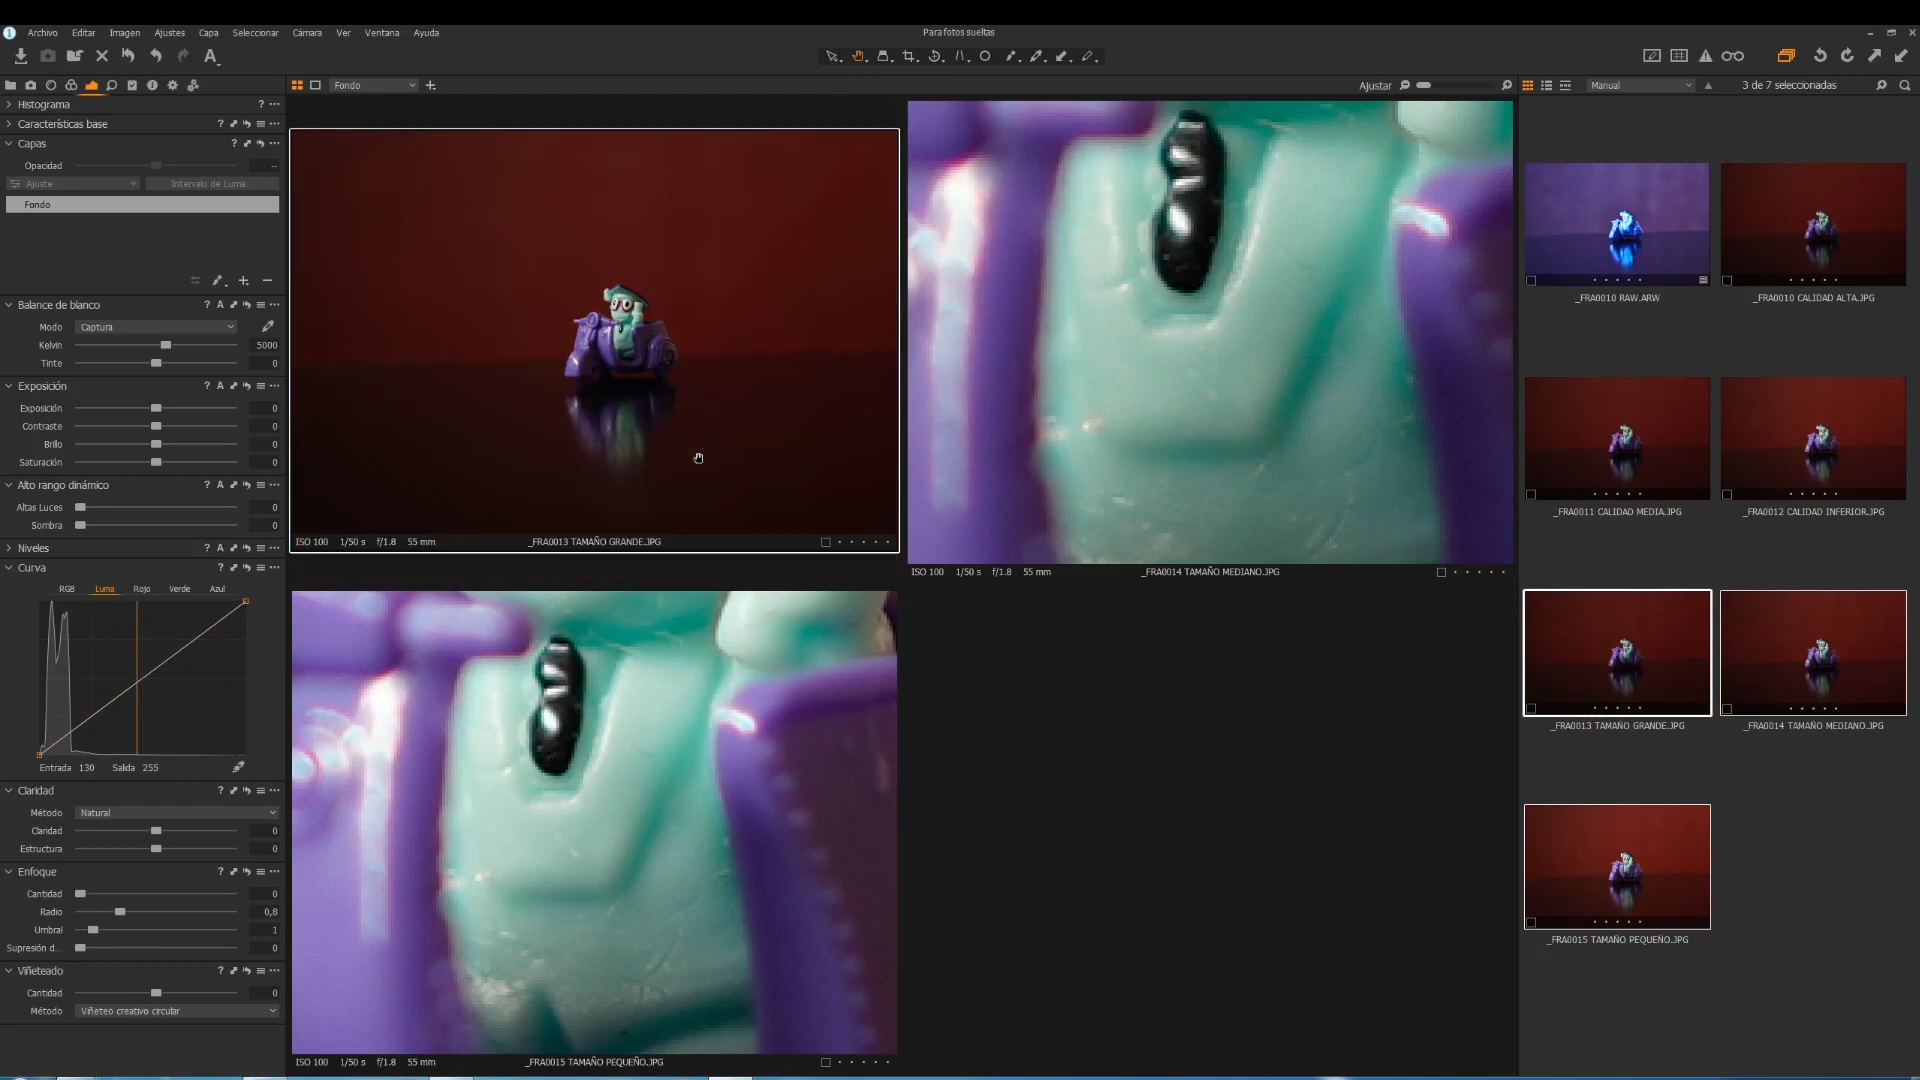 Para fotos sueltas
Archivo Editar Imagen Ajustes Capa Seleccionar Cámara Ver Ventana Ayuda
Fondo
Ajustar
Manual
3 de 7 seleccionados
Histograma
Características base
Capas
Opacidad --
Ajuste Intervalo de Luma...
Fondo
Balance de blanco
Modo Captura
Kelvin 5000
Tinte 0
Exposición
Exposición 0
Contraste 0
Brillo 0
Saturación 0
Alto rango dinámico
Altas Luces 0
Sombra 0
Niveles
Curva
RGB Luma Rojo Verde Azul
Entrada 130 Salida 255
Claridad
Método Natural
Claridad 0
Estructura 0
Enfoque
Cantidad 0
Radio 0,8
Umbral 1
Supresión d... 0
Viñeteado
Cantidad 0
Método Viñeteo creativo circular
ISO 100 1/50 s f/1.8 55 mm _FRA0013 TAMAÑO GRANDE.JPG
ISO 100 1/50 s f/1.8 55 mm _FRA0014 TAMAÑO MEDIANO.JPG
ISO 100 1/50 s f/1.8 55 mm _FRA0015 TAMAÑO PEQUEÑO.JPG
_FRA0010 RAW.ARW _FRA0010 CALIDAD ALTA.JPG
_FRA0011 CALIDAD MEDIA.JPG _FRA0012 CALIDAD INFERIOR.JPG
_FRA0013 TAMAÑO GRANDE.JPG _FRA0014 TAMAÑO MEDIANO.JPG
_FRA0015 TAMAÑO PEQUEÑO.JPG